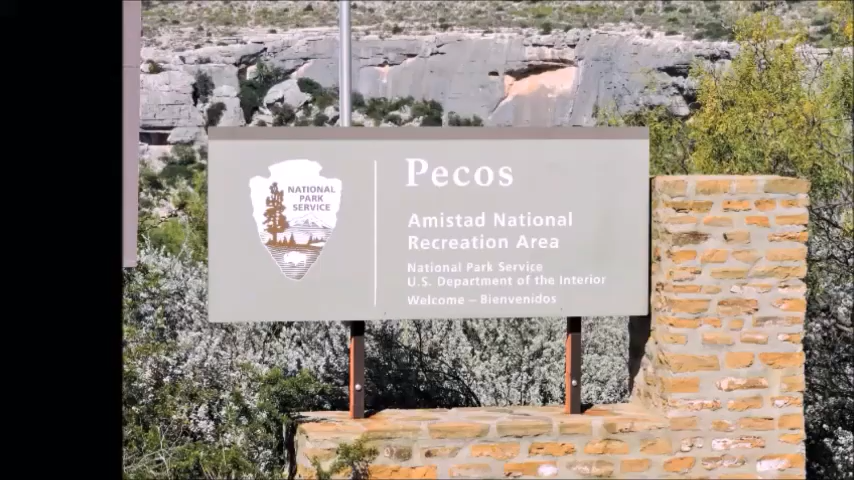 NATIONAL
PARK
SERVICE
Pecos
Amistad National
Recreation Area
National Park Service
U.S. Department of the Interior
Welcome – Bienvenidos